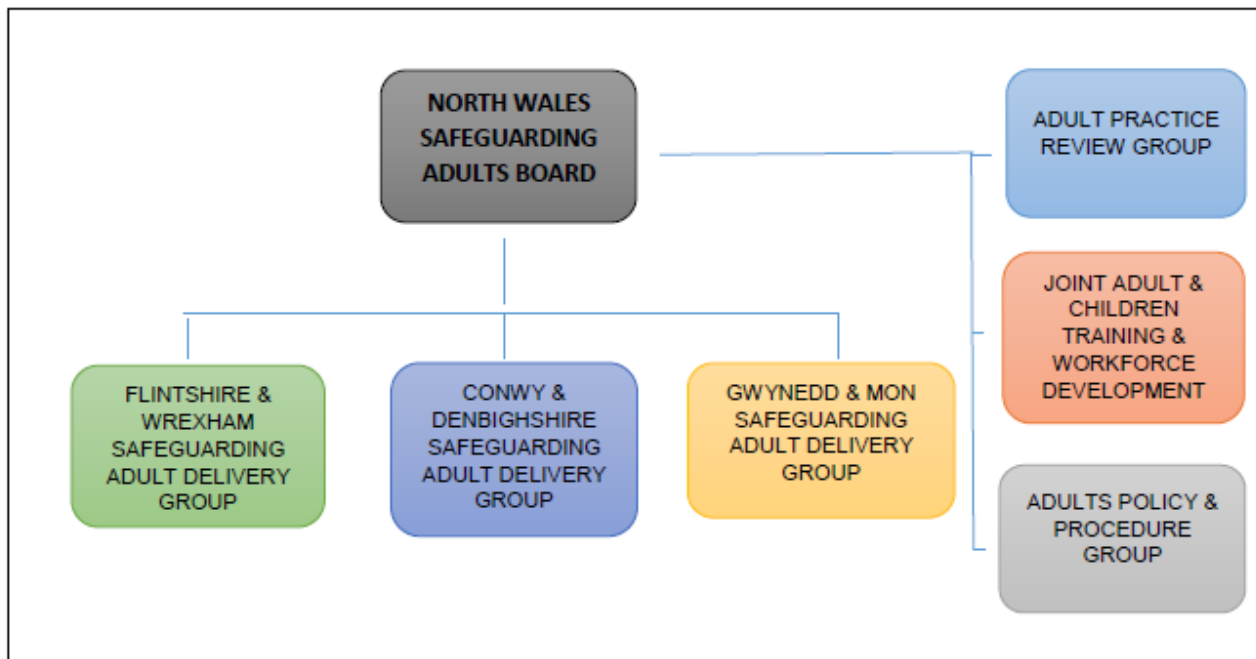 NORTH WALES
SAFEGUARDING
ADULTS BOARD
ADULT PRACTICE
REVIEW GROUP
JOINT ADULT &
CHILDREN
TRAINING &
WORKFORCE
DEVELOPMENT
FLINTSHIRE &
WREXHAM
SAFEGUARDING
ADULT DELIVERY
GROUP
CONWY &
DENBIGHSHIRE
SAFEGUARDING
ADULT DELIVERY
GROUP
GWYNEDD & MON
SAFEGUARDING
ADULT DELIVERY
GROUP
ADULTS POLICY &
PROCEDURE
GROUP